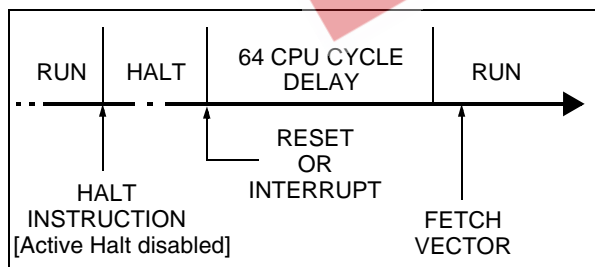 RUN
HALT
64 CPU CYCLE
DELAY
RUN
RESET
OR
INTERRUPT
HALT
INSTRUCTION
[Active Halt disabled]
FETCH
VECTOR